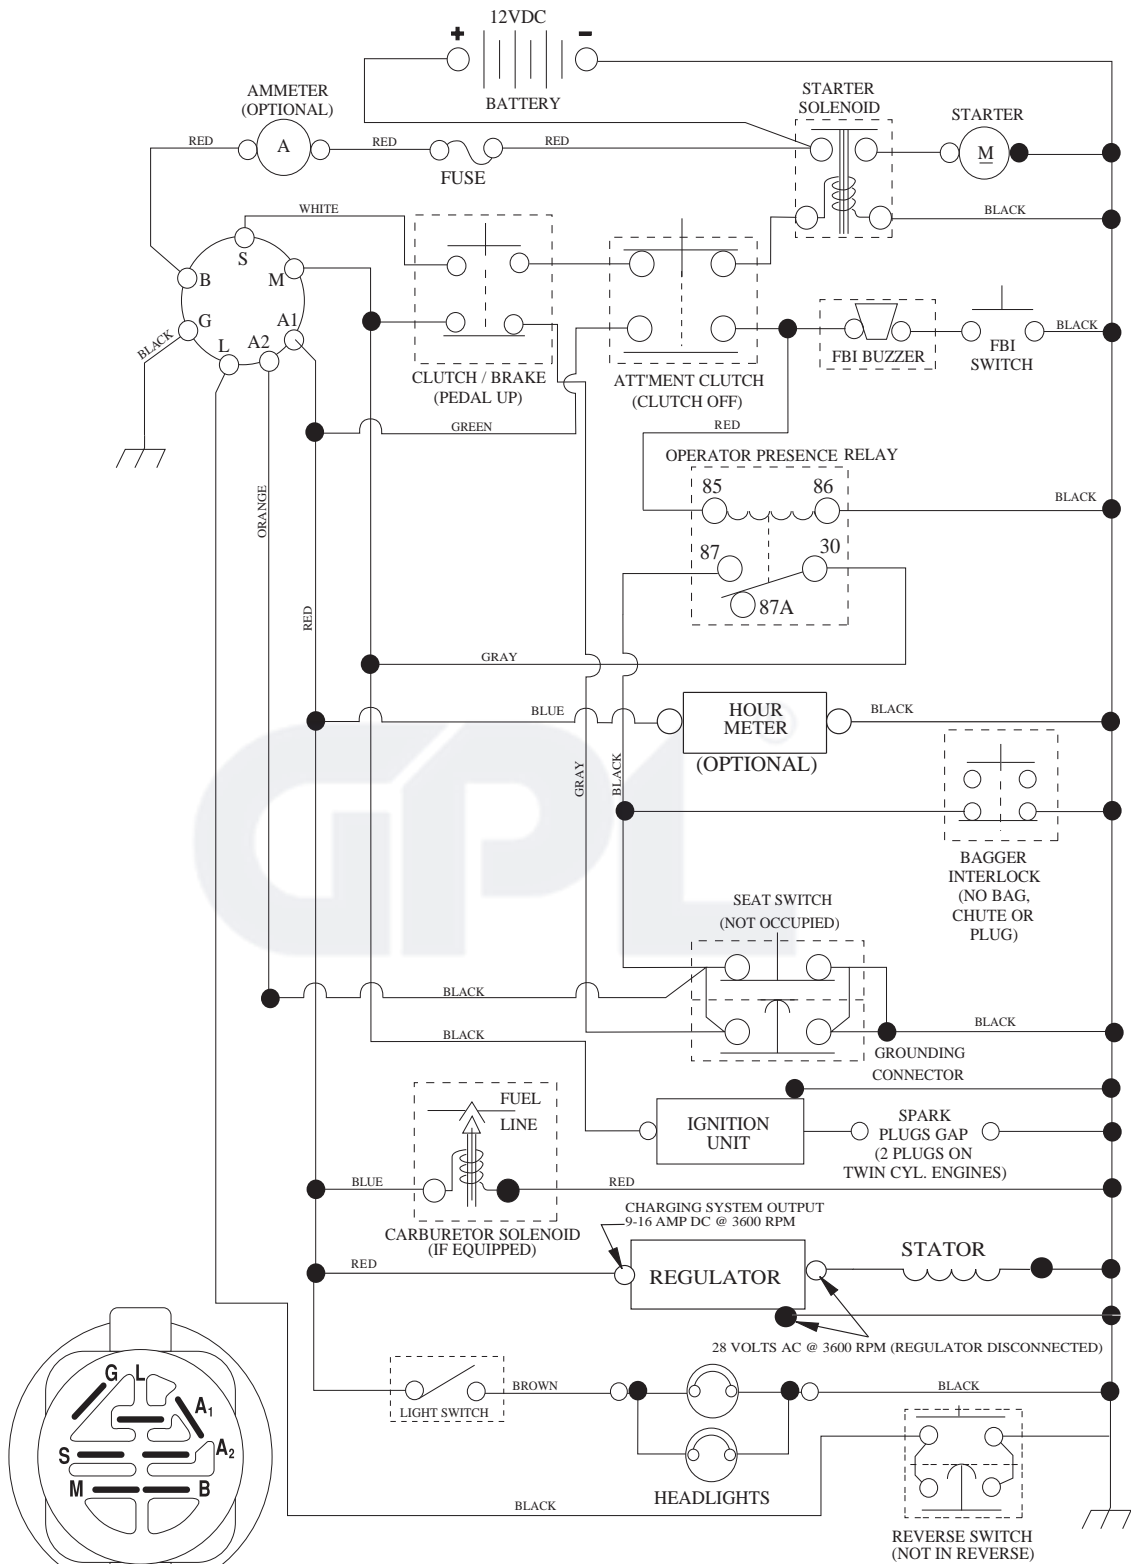 12VDC
+
−
BATTERY
AMMETER
(OPTIONAL)
STARTER
SOLENOID
STARTER
RED
A
RED
FUSE
RED
M
WHITE
BLACK
S
B
M
G
A1
L
A2
BLACK
CLUTCH / BRAKE
(PEDAL UP)
ATT'MENT CLUTCH
(CLUTCH OFF)
FBI BUZZER
FBI
SWITCH
BLACK
GREEN
RED
OPERATOR PRESENCE RELAY
85
86
BLACK
ORANGE
87
30
87A
RED
GRAY
BLUE
HOUR
METER
(OPTIONAL)
BLACK
GRAY
BLACK
BAGGER
INTERLOCK
(NO BAG,
CHUTE OR
PLUG)
GPL
SEAT SWITCH
(NOT OCCUPIED)
BLACK
BLACK
BLACK
GROUNDING
CONNECTOR
FUEL
LINE
IGNITION
UNIT
SPARK
PLUGS GAP
(2 PLUGS ON
TWIN CYL. ENGINES)
BLUE
RED
CARBURETOR SOLENOID
(IF EQUIPPED)
CHARGING SYSTEM OUTPUT
9-16 AMP DC @ 3600 RPM
RED
REGULATOR
STATOR
28 VOLTS AC @ 3600 RPM (REGULATOR DISCONNECTED)
LIGHT SWITCH
BROWN
BLACK
HEADLIGHTS
BLACK
REVERSE SWITCH
(NOT IN REVERSE)
G
L
A1
S
A2
M
B